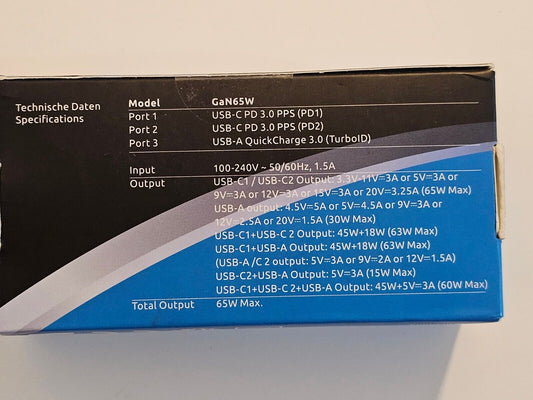 Technische Daten
Specifications
Model GaN65W
Port 1 USB-C PD 3.0 PPS (PD1)
Port 2 USB-C PD 3.0 PPS (PD2)
Port 3 USB-A QuickCharge 3.0 (TurboID)
Input 100-240V ~ 50/60Hz, 1.5A
Output USB-C1 / USB-C2 Output: 3.3V-11V⎓3A or 5V⎓3A or
9V⎓3A or 12V⎓3A or 15V⎓3A or 20V⎓3.25A (65W Max)
USB-A output: 4.5V⎓5A or 5V⎓4.5A or 9V⎓3A or
12V⎓2.5A or 20V⎓1.5A (30W Max)
USB-C1+USB-C 2 Output: 45W+18W (63W Max)
USB-C1+USB-A Output: 45W+18W (63W Max)
(USB-A /C 2 output: 5V⎓3A or 9V⎓2A or 12V⎓1.5A)
USB-C2+USB-A Output: 5V⎓3A (15W Max)
USB-C1+USB-C 2+USB-A Output: 45W+5V⎓3A (60W Max)
Total Output 65W Max.